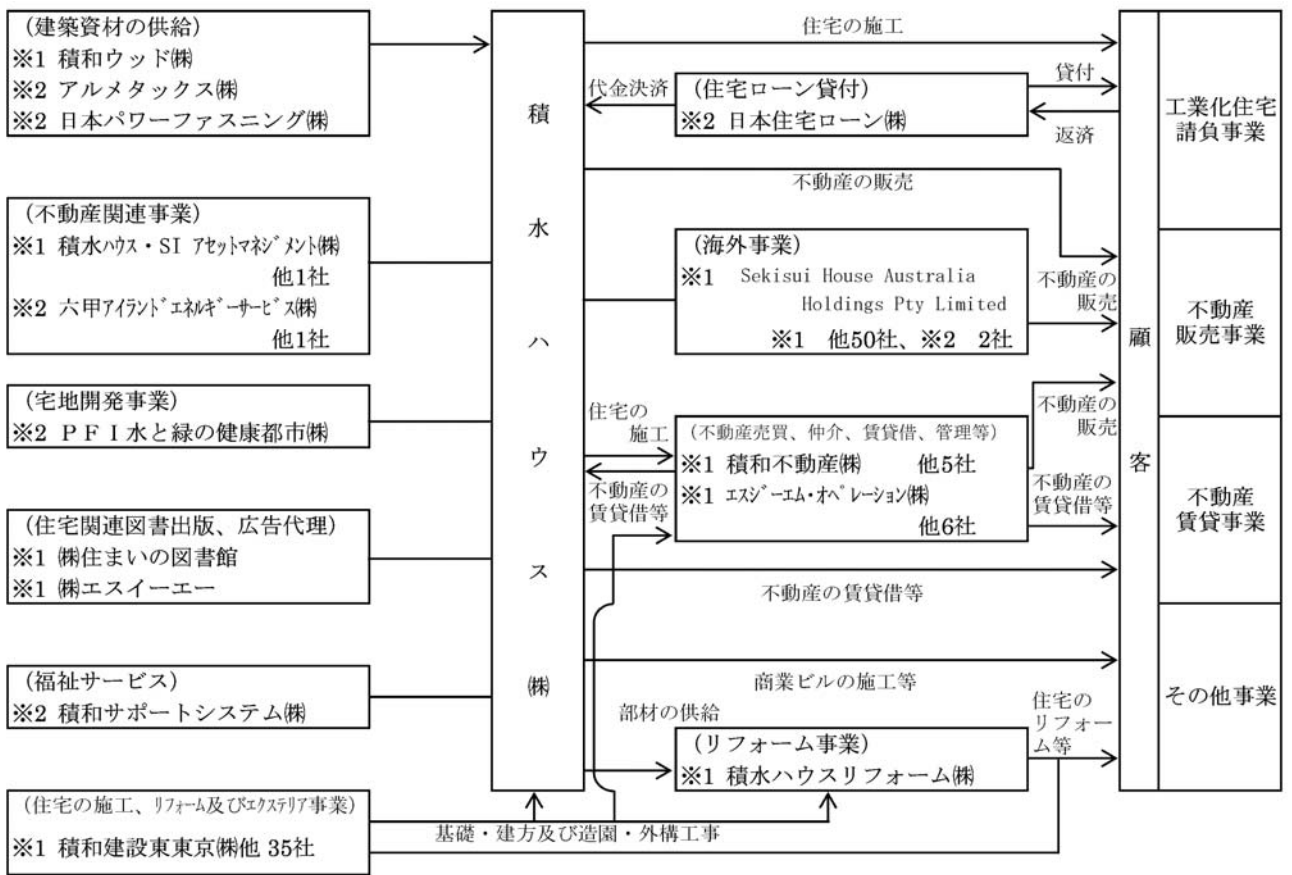 (建築資材の供給)
※1 積和ウッド㈱
※2 アルメタックス㈱
※2 日本パワーファスニング㈱
(不動産関連事業)
※1 積水ﾊｳｽ・SI ｱｾｯﾄﾏﾈｼﾞﾒﾝﾄ㈱
他1社
※2 六甲ｱｲﾗﾝﾄﾞｴﾈﾙｷﾞｰｻｰﾋﾞｽ㈱
他1社
(宅地開発事業)
※2 ＰＦＩ水と緑の健康都市㈱
(住宅関連図書出版、広告代理)
※1 ㈱住まいの図書館
※1 ㈱エスイーエー
(福祉サービス)
※2 積和サポートシステム㈱
(住宅の施工、ﾘﾌｫｰﾑ及びｴｸｽﾃﾘｱ事業)
※1 積和建設東東京㈱他 35社
積水ハウス㈱
住宅の施工
代金決済
(住宅ローン貸付)
※2 日本住宅ローン㈱
貸付
返済
不動産の販売
(海外事業)
※1 Sekisui House Australia
Holdings Pty Limited
※1 他50社、※2 2社
不動産の
販売
住宅の
施工
不動産の
賃貸借等
(不動産売買、仲介、賃貸借、管理等)
※1 積和不動産㈱ 他5社
※1 ｴｽｼﾞｰｴﾑ・ｵﾍﾟﾚｰｼｮﾝ㈱
他6社
不動産の
販売
不動産の
賃貸借等
不動産の賃貸借等
商業ビルの施工等
部材の供給
(リフォーム事業)
※1 積水ハウスリフォーム㈱
住宅の
リフォー
ム等
基礎・建方及び造園・外構工事
顧客
工業化住宅
請負事業
不動産
販売事業
不動産
賃貸事業
その他事業